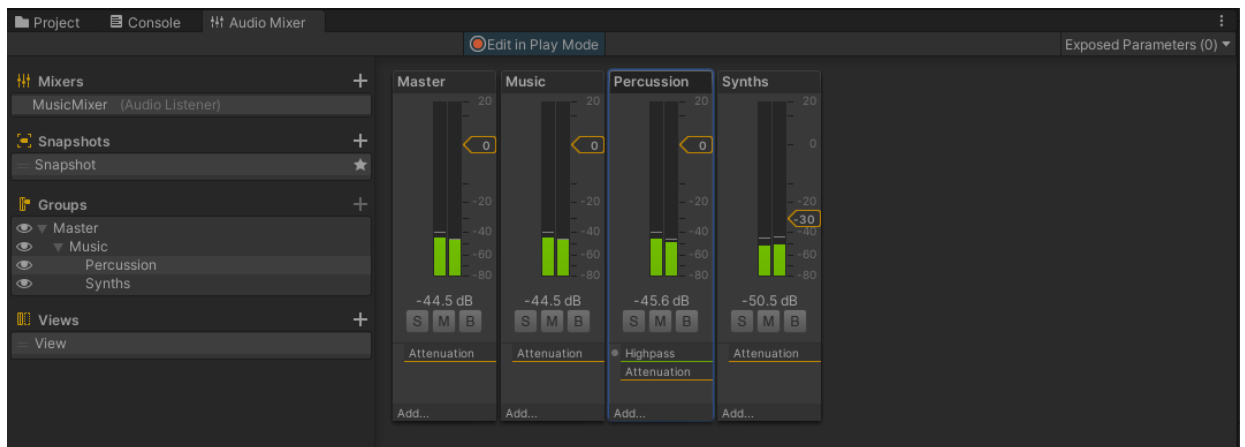 Project Console Audio Mixer
Edit in Play Mode Exposed Parameters (0)
Mixers
MusicMixer (Audio Listener)
Snapshots
Snapshot
Groups
Master
Music
Percussion
Synths
Views
View
Master
20
0
-20
-40
-60
-80
-44.5 dB
S M B
Attenuation
Add...
Music
20
0
-20
-40
-60
-80
-44.5 dB
S M B
Attenuation
Add...
Percussion
20
0
-20
-40
-60
-80
-45.6 dB
S M B
Highpass
Attenuation
Add...
Synths
20
0
-20
-30
-40
-60
-80
-50.5 dB
S M B
Attenuation
Add...